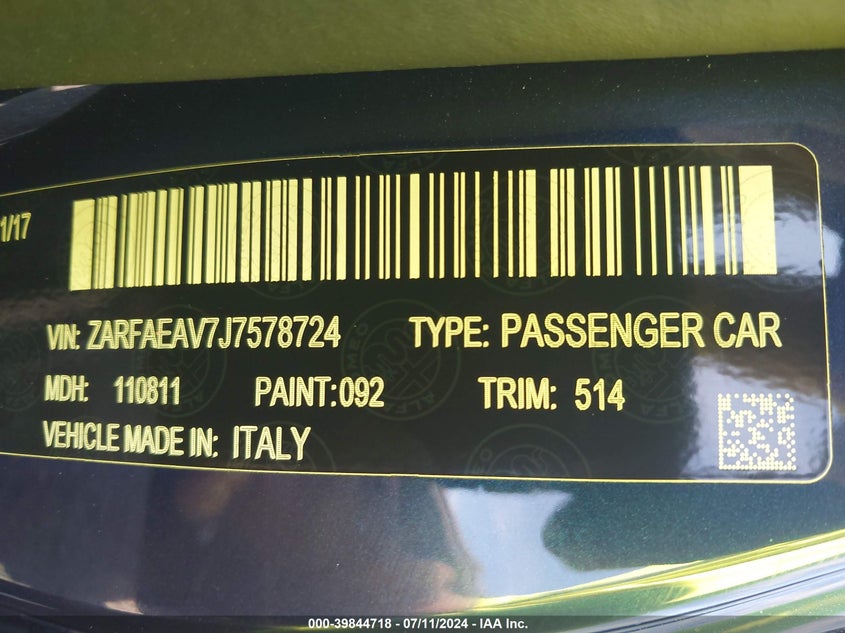 1/17
VIN: ZARFAEAV7J7578724 TYPE: PASSENGER CAR
MDH: 110811 PAINT:092 TRIM: 514
VEHICLE MADE IN: ITALY
000-39844718 - 07/11/2024 - IAA Inc.